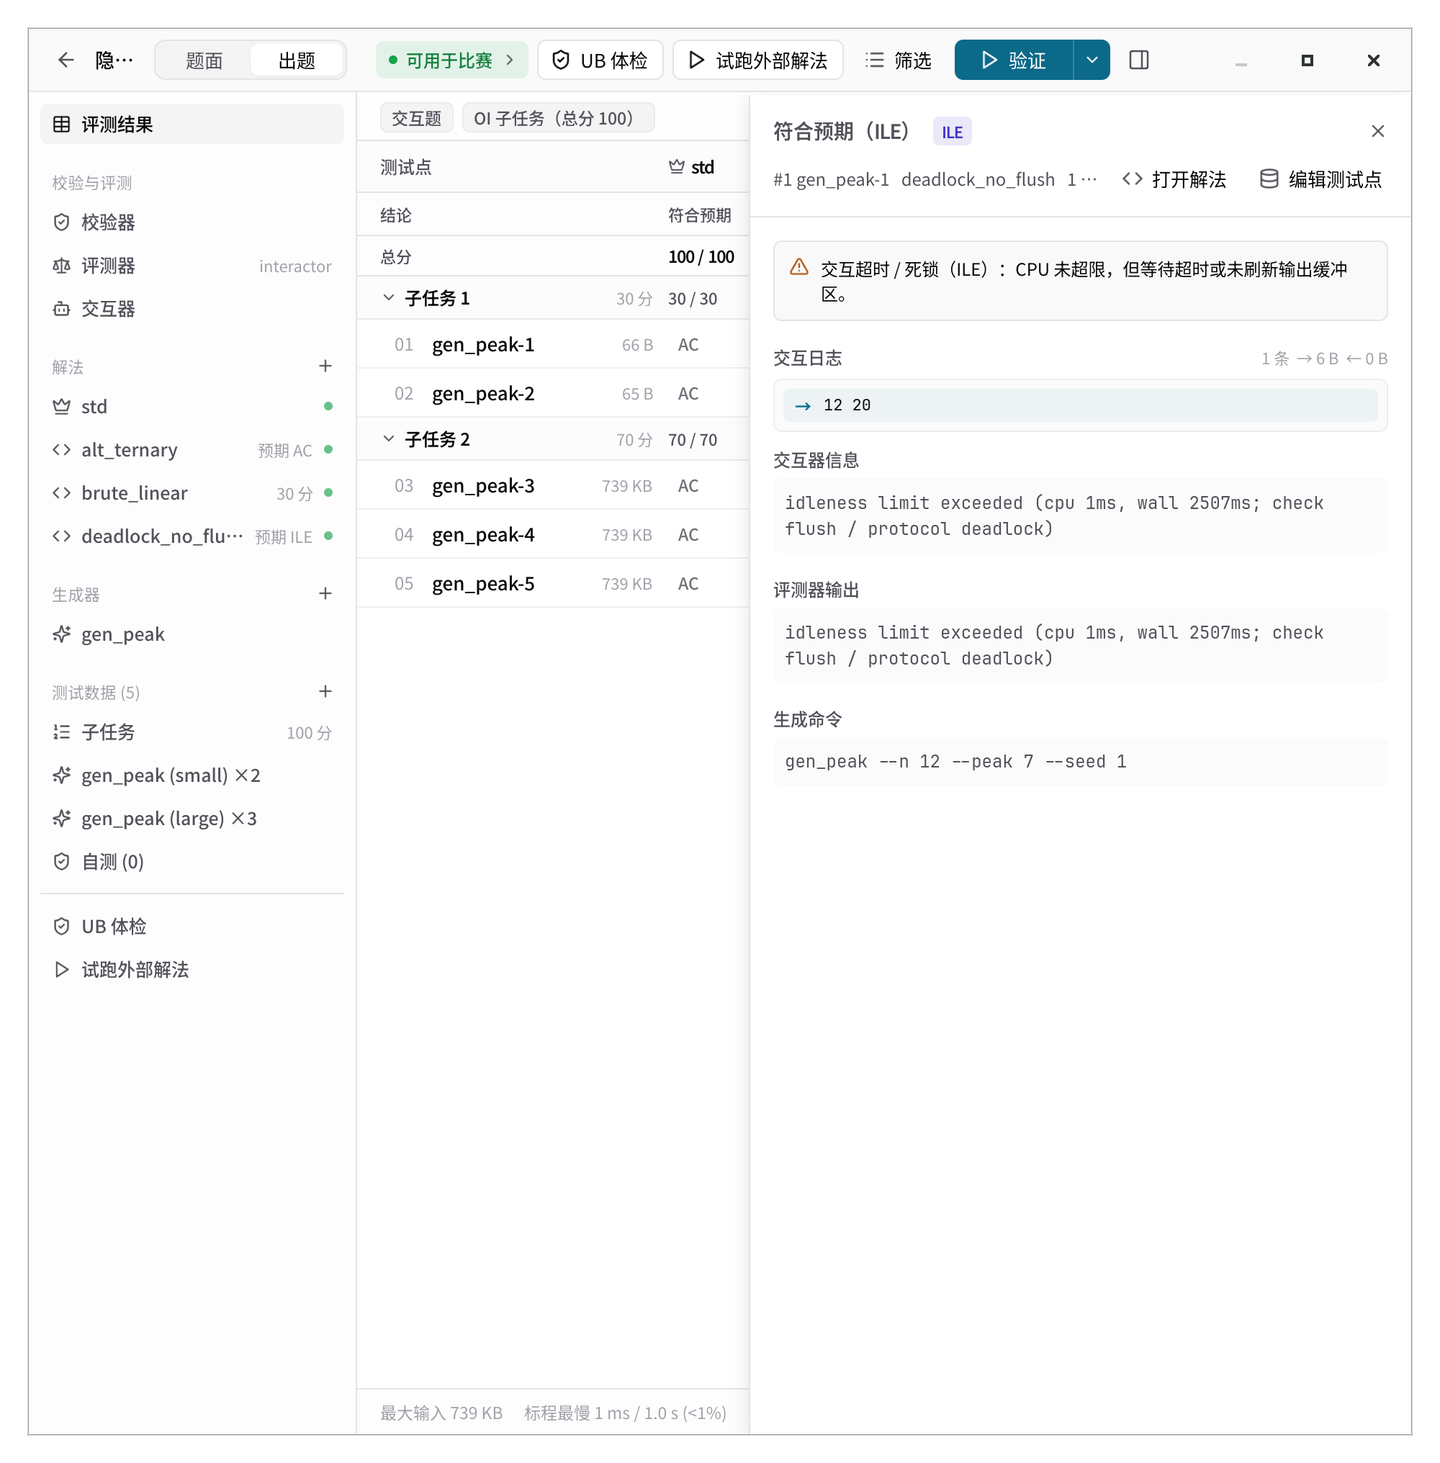 隐…
题面
出题
可用于比赛
UB 体检
试跑外部解法
筛选
验证
评测结果
校验与评测
校验器
评测器 interactor
交互器
解法
std
alt_ternary 预期 AC
brute_linear 30 分
deadlock_no_flu… 预期 ILE
生成器
gen_peak
测试数据 (5)
子任务 100 分
gen_peak (small) ×2
gen_peak (large) ×3
自测 (0)
UB 体检
试跑外部解法
交互题 OI 子任务（总分 100）
测试点 std
结论 符合预期
总分 100 / 100
子任务 1 30 分 30 / 30
01 gen_peak-1 66 B AC
02 gen_peak-2 65 B AC
子任务 2 70 分 70 / 70
03 gen_peak-3 739 KB AC
04 gen_peak-4 739 KB AC
05 gen_peak-5 739 KB AC
最大输入 739 KB 标程最慢 1 ms / 1.0 s (<1%)
符合预期（ILE） ILE
#1 gen_peak-1 deadlock_no_flush 1 … 打开解法 编辑测试点
交互超时 / 死锁（ILE）：CPU 未超限，但等待超时或未刷新输出缓冲
区。
交互日志 1 条 →6 B ←0 B
→ 12 20
交互器信息
idleness limit exceeded (cpu 1ms, wall 2507ms; check
flush / protocol deadlock)
评测器输出
idleness limit exceeded (cpu 1ms, wall 2507ms; check
flush / protocol deadlock)
生成命令
gen_peak --n 12 --peak 7 --seed 1